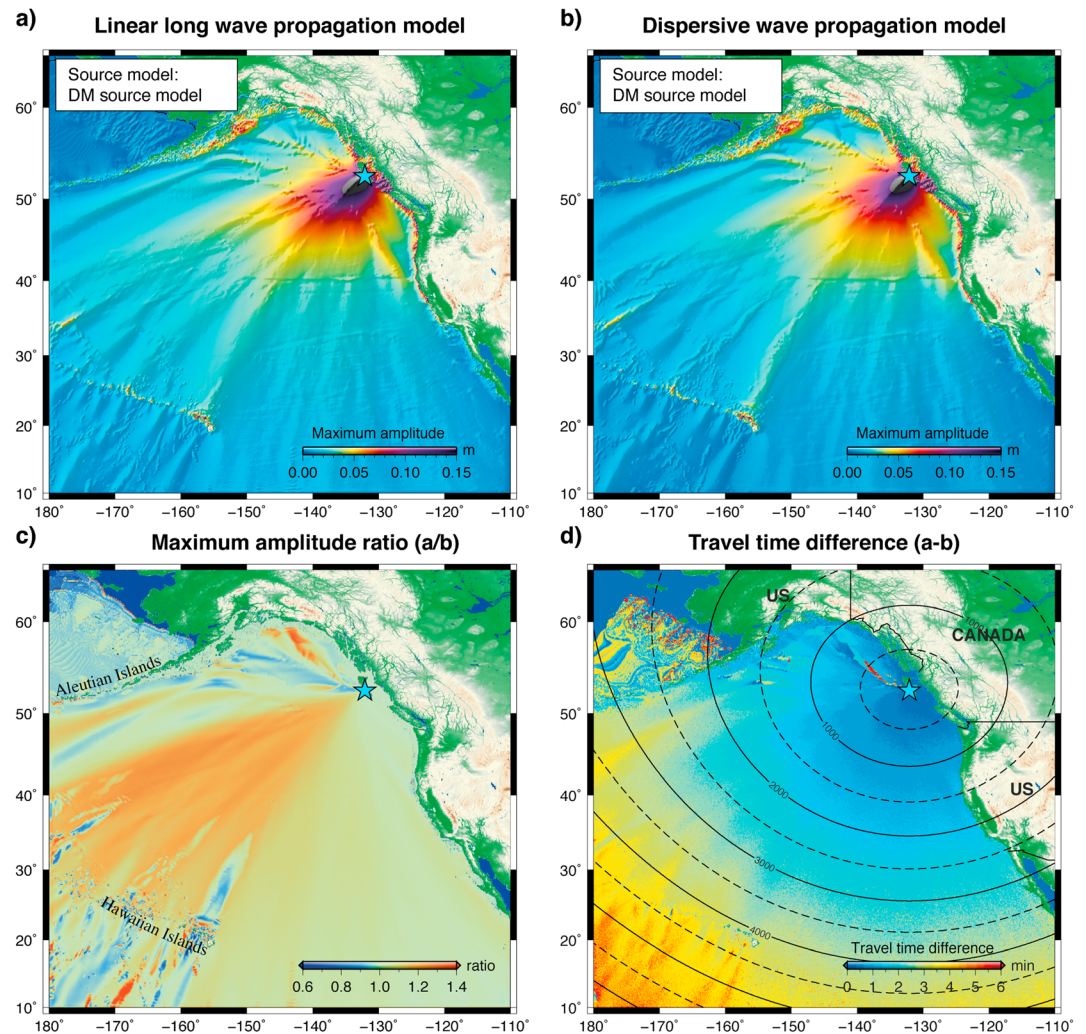 a) Linear long wave propagation model
Source model:
DM source model
60°
50°
40°
30°
20°
10°
Maximum amplitude
m
0.00 0.05 0.10 0.15
180° −170° −160° −150° −140° −130° −120° −110°
b) Dispersive wave propagation model
Source model:
DM source model
60°
50°
40°
30°
20°
10°
Maximum amplitude
m
0.00 0.05 0.10 0.15
180° −170° −160° −150° −140° −130° −120° −110°
c) Maximum amplitude ratio (a/b)
60°
50°
40°
30°
20°
10°
Aleutian Islands
Hawaiian Islands
ratio
0.6 0.8 1.0 1.2 1.4
180° −170° −160° −150° −140° −130° −120° −110°
d) Travel time difference (a-b)
60°
50°
40°
30°
20°
10°
US
1000
CANADA
1000
US
2000
3000
4000
Travel time difference
min
0 1 2 3 4 5 6
180° −170° −160° −150° −140° −130° −120° −110°